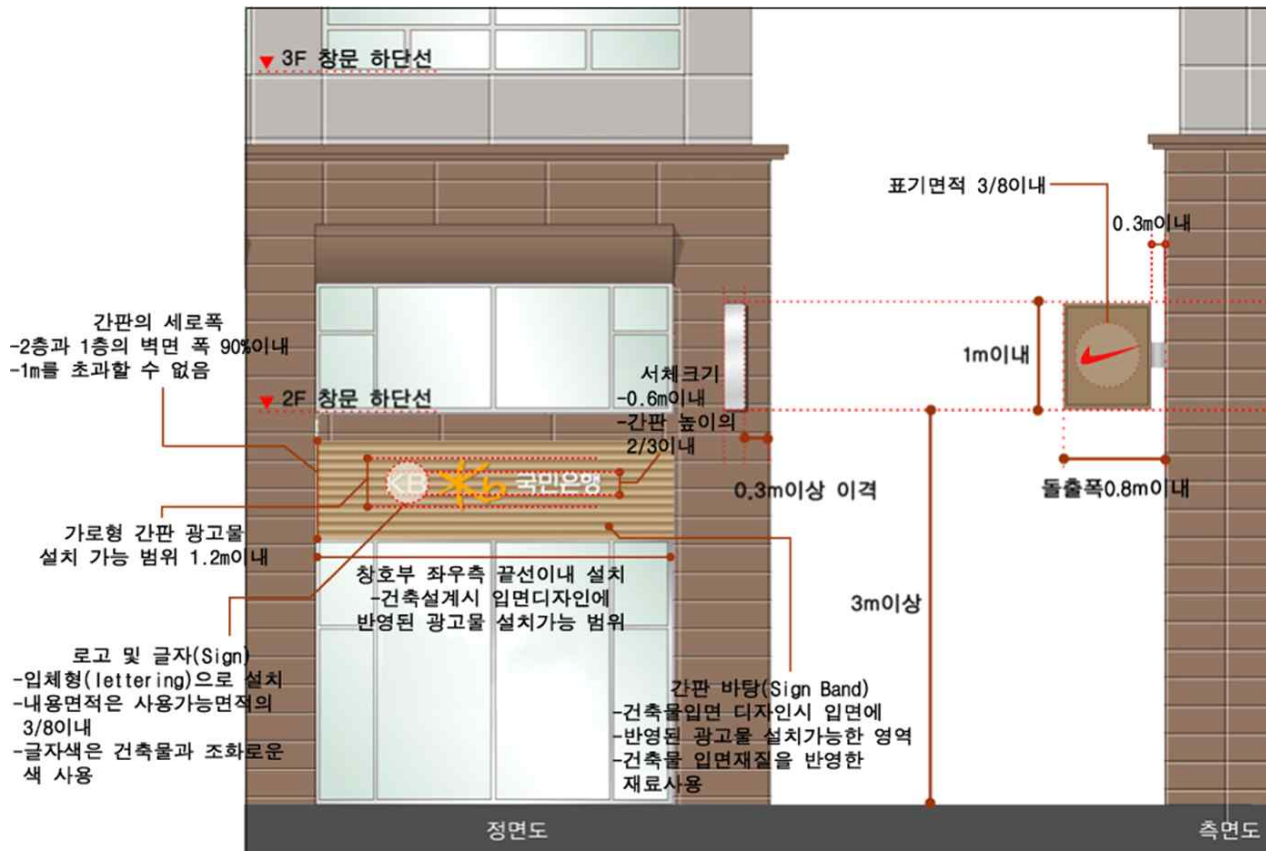 ▼ 3F 창문 하단선
표기면적 3/8이내
0.3m이내
간판의 세로폭
-2층과 1층의 벽면 폭 90%이내
-1m를 초과할 수 없음
1m이내
▼ 2F 창문 하단선
서체크기
-0.6m이내
-간판 높이의
2/3이내
KB 국민은행
0.3m이상 이격
돌출폭0.8m이내
가로형 간판 광고물
설치 가능 범위 1.2m이내
창호부 좌우측 끝선이내 설치
-건축설계시 입면디자인에
반영된 광고물 설치가능 범위
3m이상
로고 및 글자(Sign)
-입체형(lettering)으로 설치
-내용면적은 사용가능면적의
3/8이내
-글자색은 건축물과 조화로운
색 사용
간판 바탕(Sign Band)
-건축물입면 디자인시 입면에
-반영된 광고물 설치가능한 영역
-건축물 입면재질을 반영한
재료사용
정면도
측면도